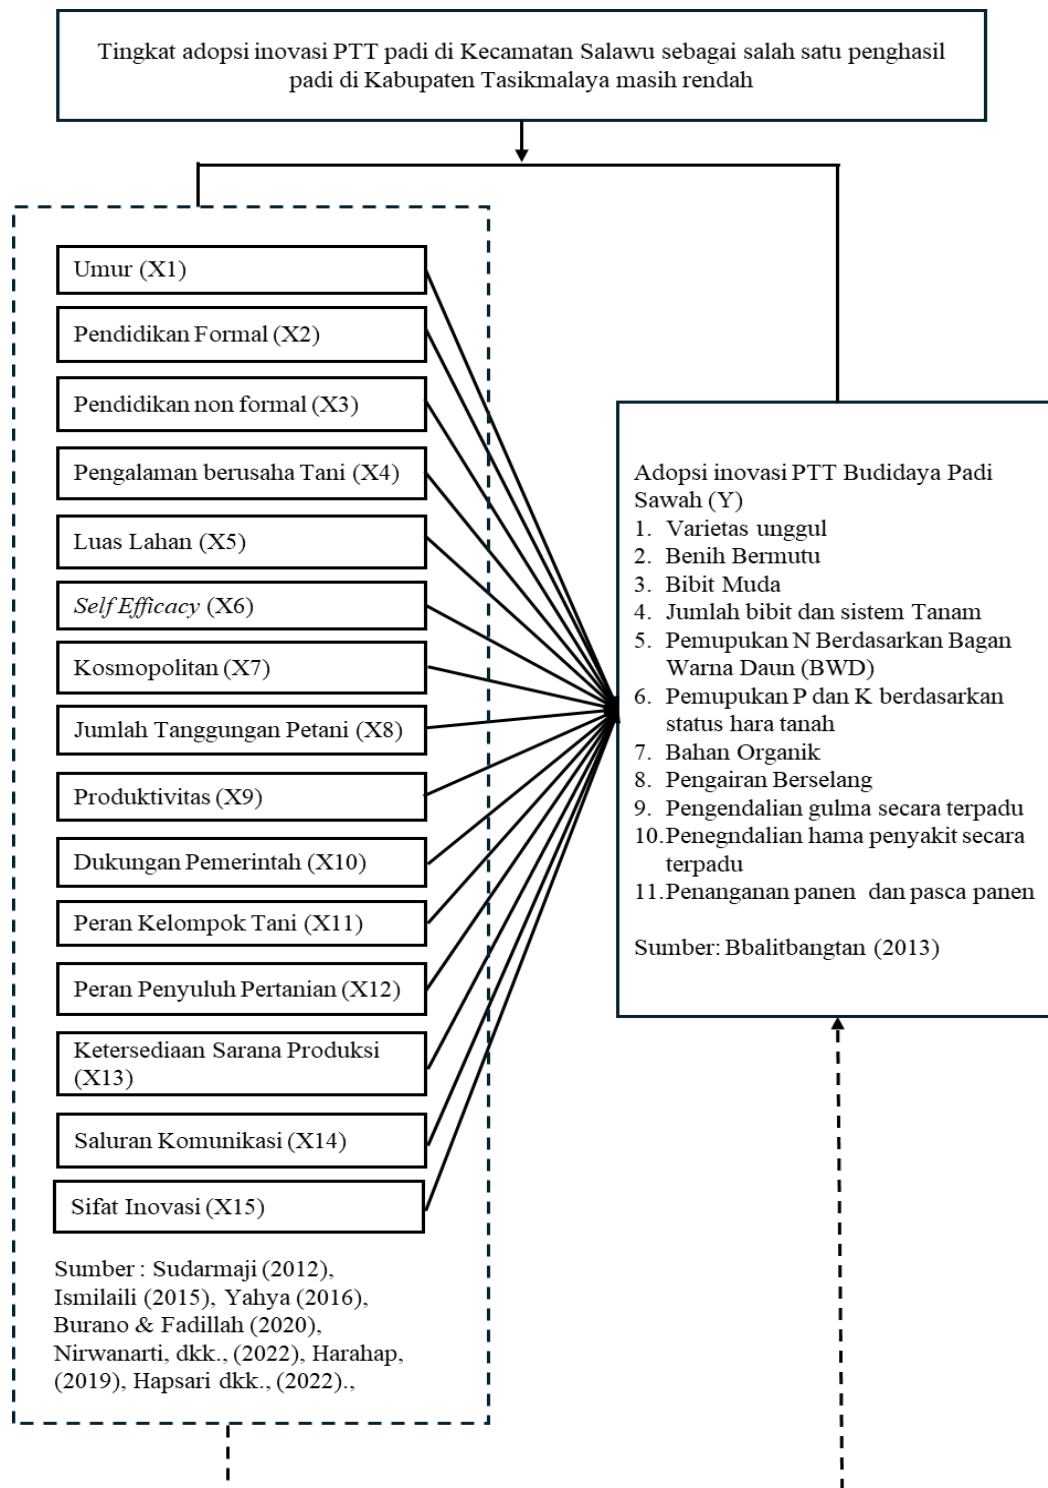 Tingkat adopsi inovasi PTT padi di Kecamatan Salawu sebagai salah satu penghasil
padi di Kabupaten Tasikmalaya masih rendah
Umur (X1)
Pendidikan Formal (X2)
Pendidikan non formal (X3)
Pengalaman berusaha Tani (X4)
Luas Lahan (X5)
Self Efficacy (X6)
Kosmopolitan (X7)
Jumlah Tanggungan Petani (X8)
Produktivitas (X9)
Dukungan Pemerintah (X10)
Peran Kelompok Tani (X11)
Peran Penyuluh Pertanian (X12)
Ketersediaan Sarana Produksi
(X13)
Saluran Komunikasi (X14)
Sifat Inovasi (X15)
Sumber : Sudarmaji (2012),
Ismilaili (2015), Yahya (2016),
Burano & Fadillah (2020),
Nirwanarti, dkk., (2022), Harahap,
(2019), Hapsari dkk., (2022).,
Adopsi inovasi PTT Budidaya Padi
Sawah (Y)
1. Varietas unggul
2. Benih Bermutu
3. Bibit Muda
4. Jumlah bibit dan sistem Tanam
5. Pemupukan N Berdasarkan Bagan
Warna Daun (BWD)
6. Pemupukan P dan K berdasarkan
status hara tanah
7. Bahan Organik
8. Pengairan Berselang
9. Pengendalian gulma secara terpadu
10. Penegndalian hama penyakit secara
terpadu
11. Penanganan panen dan pasca panen
Sumber: Bbalitbangtan (2013)